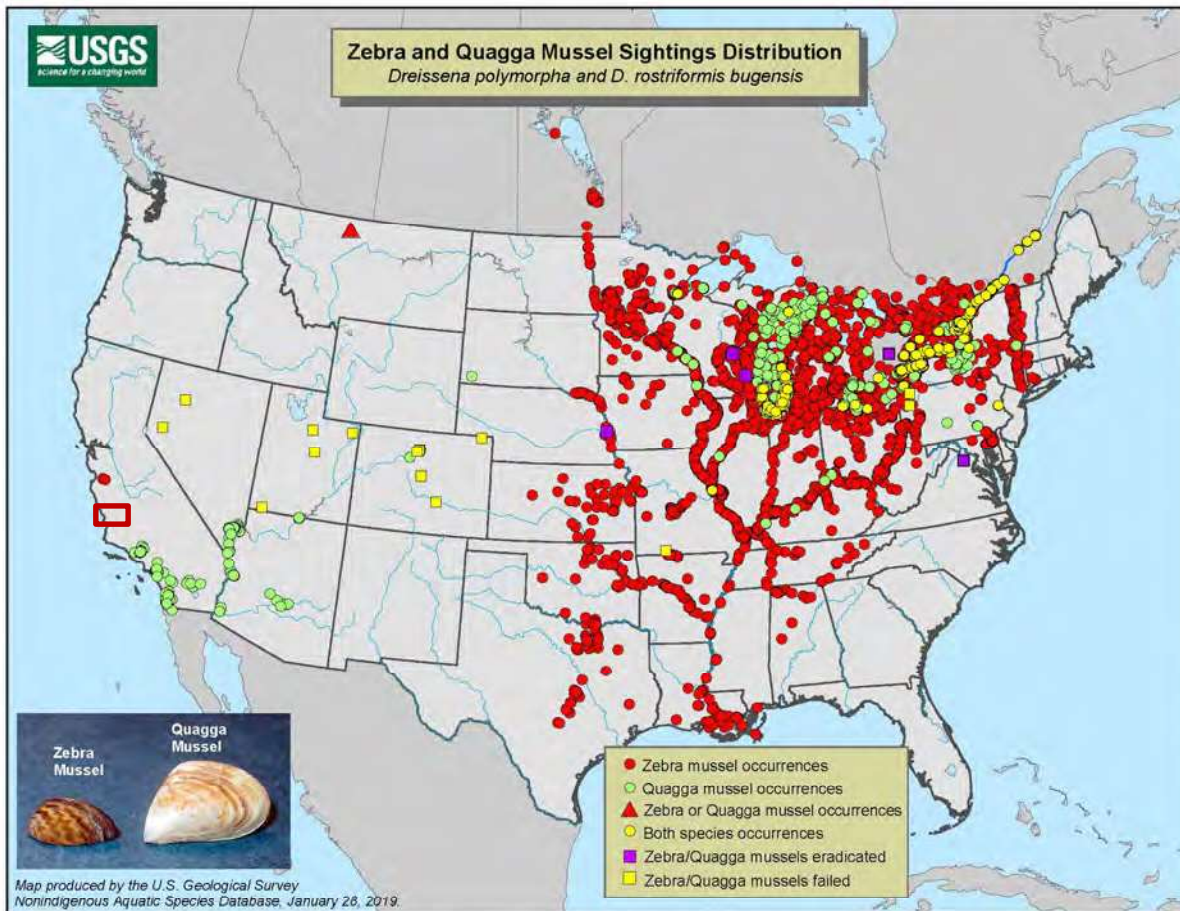 USGS
science for a changing world
Zebra and Quagga Mussel Sightings Distribution
Dreissena polymorpha and D. rostriformis bugensis
Zebra
Mussel
Quagga
Mussel
Zebra mussel occurrences
Quagga mussel occurrences
Zebra or Quagga mussel occurrences
Both species occurrences
Zebra/Quagga mussels eradicated
Zebra/Quagga mussels failed
Map produced by the U.S. Geological Survey
Nonindigenous Aquatic Species Database, January 26, 2019.